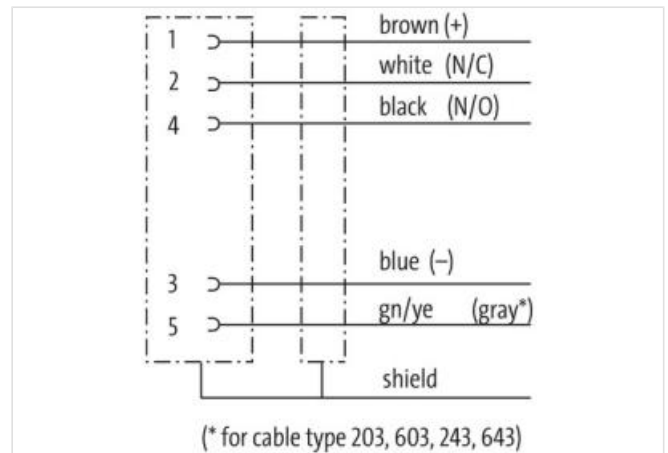 1 brown (+)
2 white (N/C)
4 black (N/O)
3 blue (–)
5 gn/ye (gray*)
shield
(* for cable type 203, 603, 243, 643)